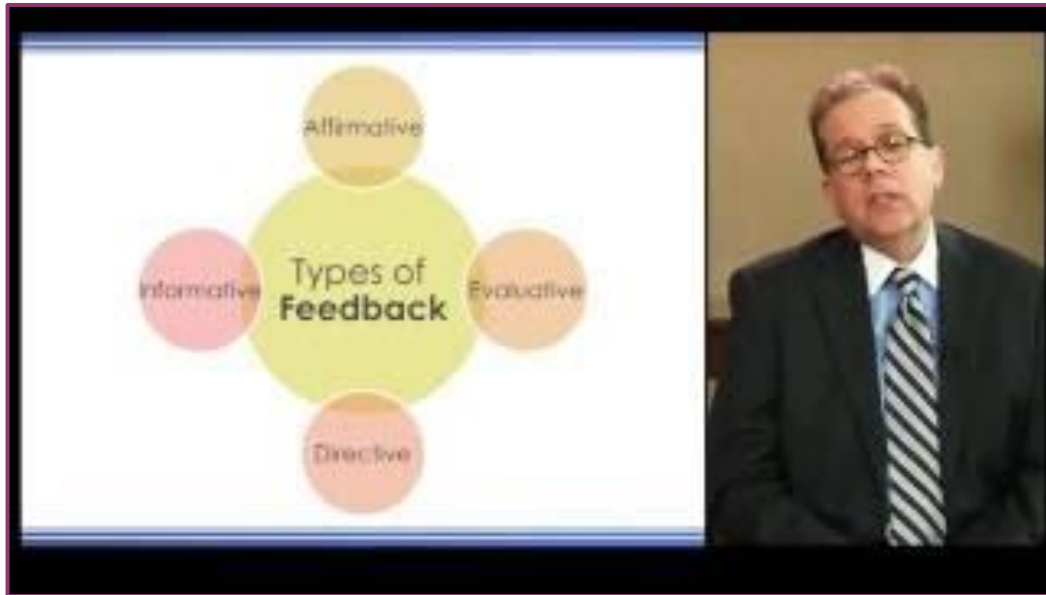 Affirmative
Informative
Types of
Feedback
Evaluative
Directive